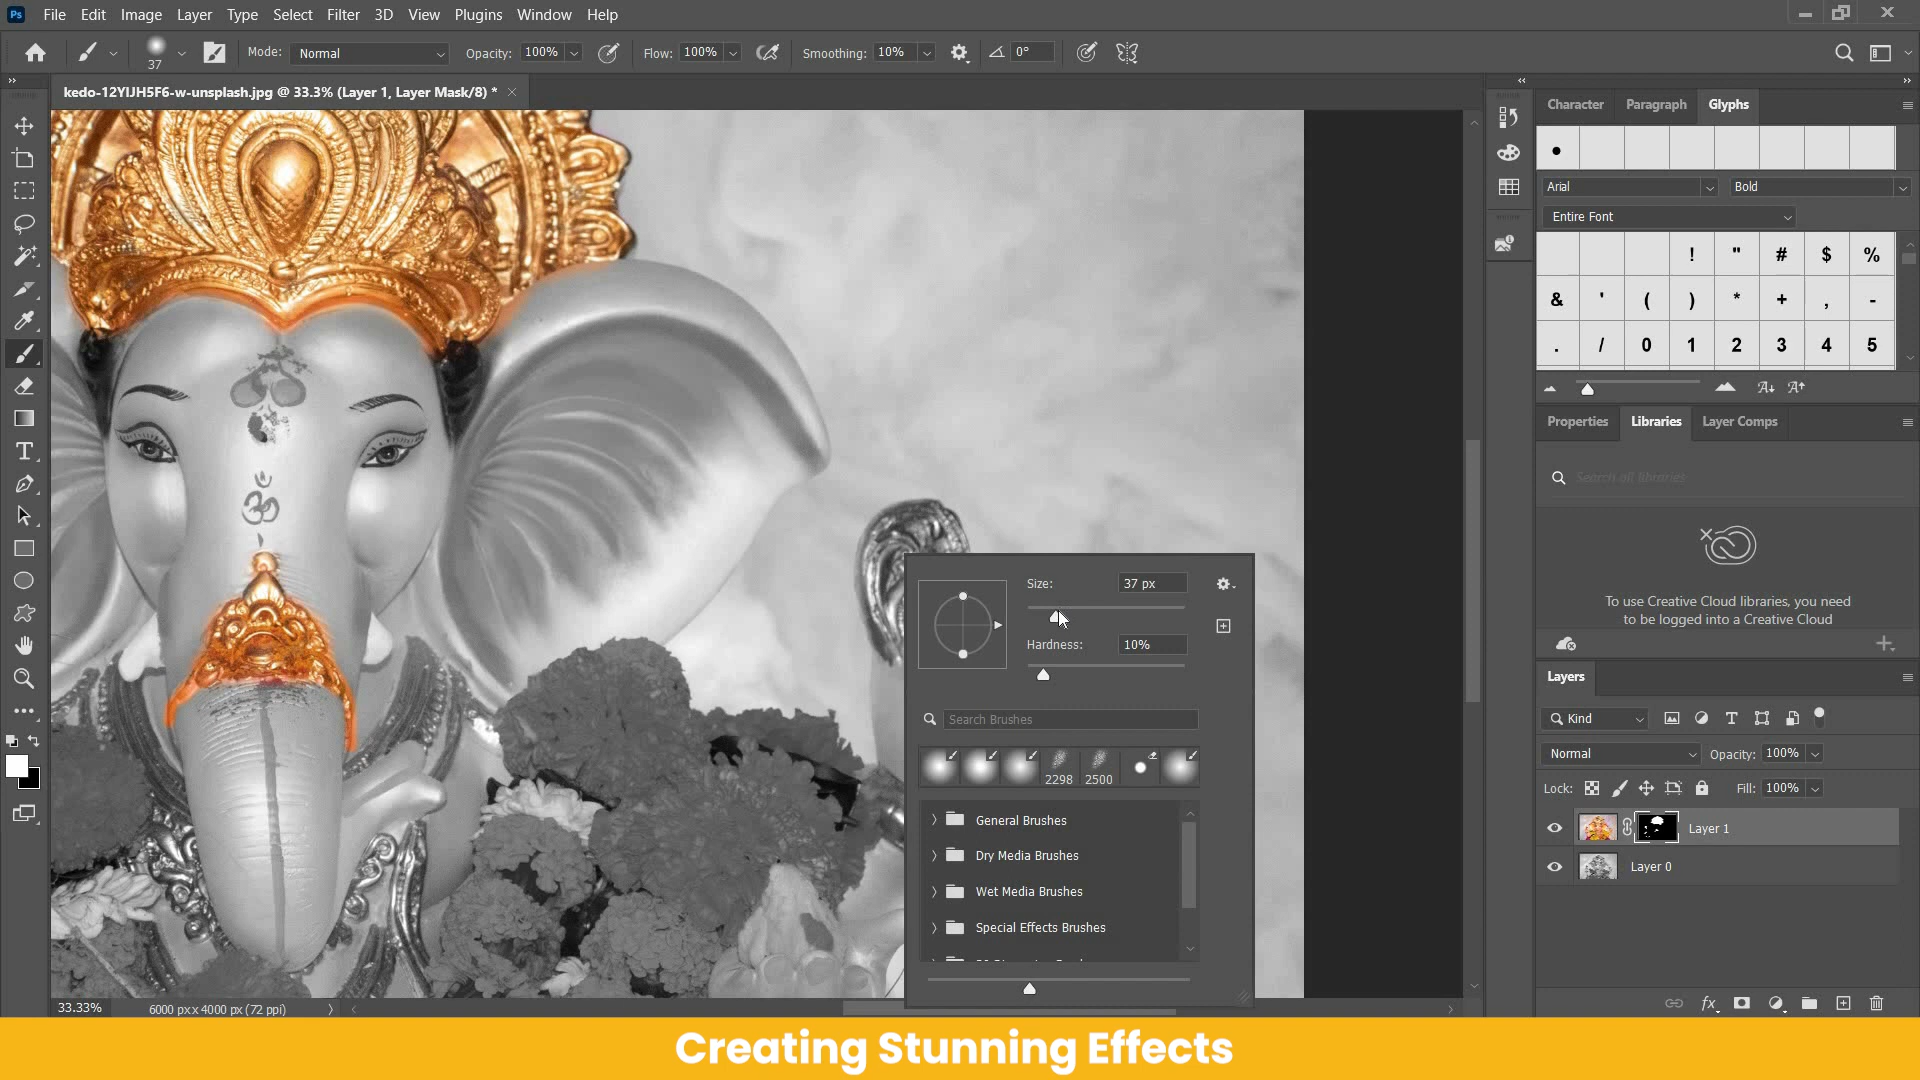 Ps File Edit Image Layer Type Select Filter 3D View Plugins Window Help
37 Mode: Normal Opacity: 100% Flow: 100% Smoothing: 10% 0°
kedo-12YIJH5F6-w-unsplash.jpg @ 33.3% (Layer 1, Layer Mask/8) *
Character Paragraph Glyphs
Arial Bold
Entire Font
! " # $ %
& ' ( ) * + , -
. / 0 1 2 3 4 5
Properties Libraries Layer Comps
Search all libraries
To use Creative Cloud libraries, you need
to be logged into a Creative Cloud
ॐ
Size: 37 px
Hardness: 10%
Search Brushes
2298 2500
General Brushes
Dry Media Brushes
Wet Media Brushes
Special Effects Brushes
Layers
Kind
Normal Opacity: 100%
Lock: Fill: 100%
Layer 1
Layer 0
33.33% 6000 px x 4000 px (72 ppi)
fx
Creating Stunning Effects